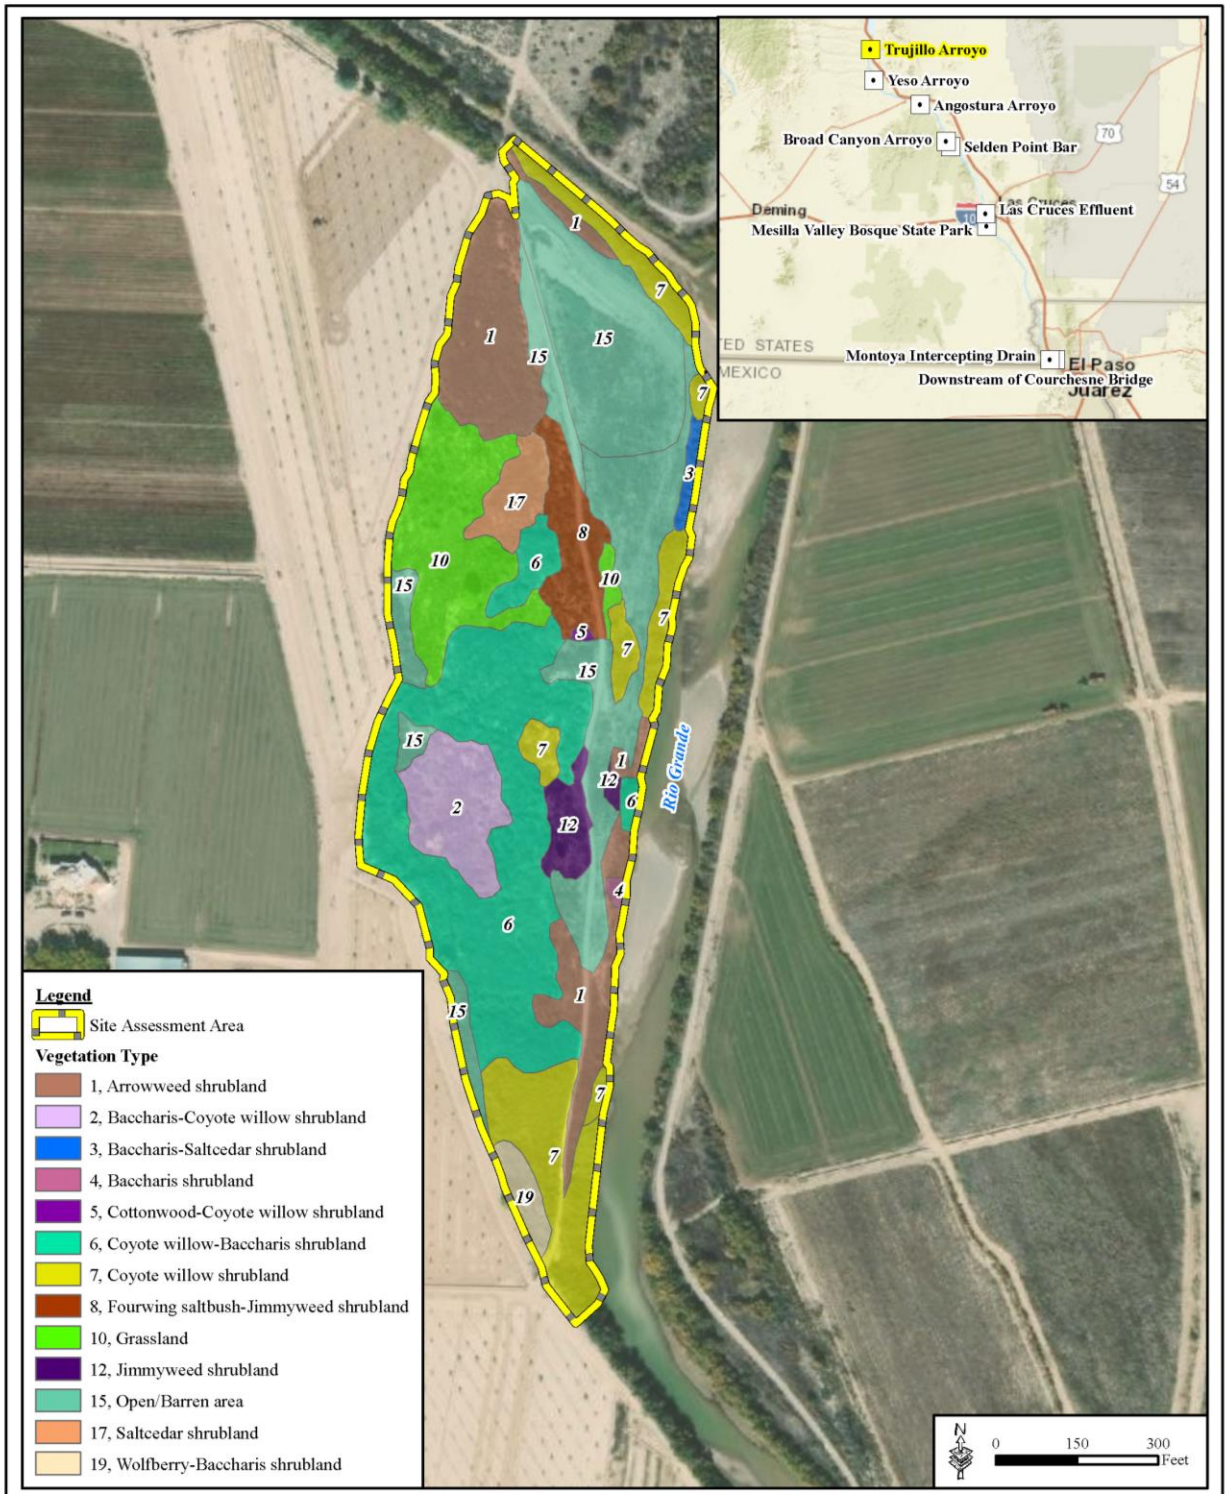 Trujillo Arroyo
Yeso Arroyo
Angostura Arroyo
Broad Canyon Arroyo
Selden Point Bar
70
54
Deming
10
Las Cruces
Las Cruces Effluent
Mesilla Valley Bosque State Park
TED STATES
MEXICO
Montoya Intercepting Drain
El Paso
Downstream of Courchesne Bridge
Juárez
1
7
15
1
15
7
3
17
8
10
6
10
15
7
5
7
15
15
7
1
12
6
2
12
4
6
1
15
7
7
19
Rio Grande
Legend
Site Assessment Area
Vegetation Type
1, Arrowweed shrubland
2, Baccharis-Coyote willow shrubland
3, Baccharis-Saltcedar shrubland
4, Baccharis shrubland
5, Cottonwood-Coyote willow shrubland
6, Coyote willow-Baccharis shrubland
7, Coyote willow shrubland
8, Fourwing saltbush-Jimmyweed shrubland
10, Grassland
12, Jimmyweed shrubland
15, Open/Barren area
17, Saltcedar shrubland
19, Wolfberry-Baccharis shrubland
N
0 150 300
Feet